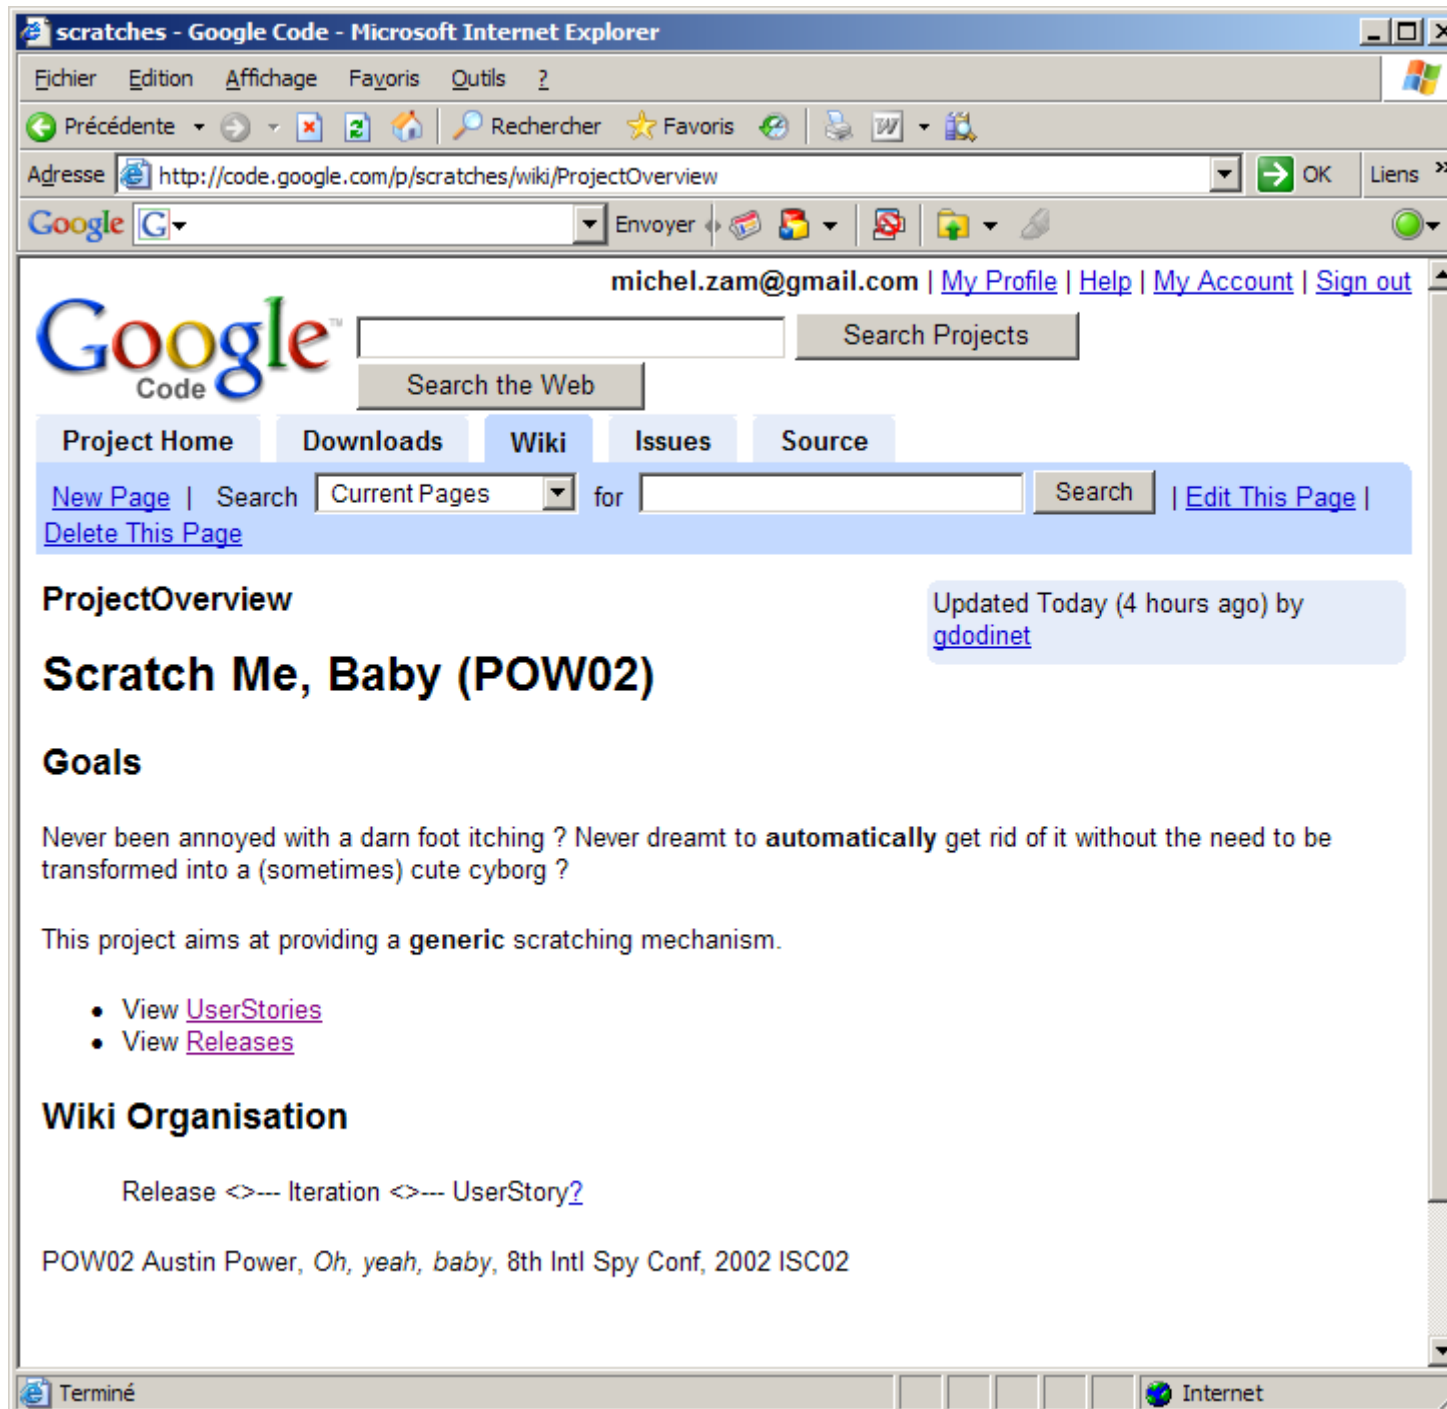 scratches - Google Code - Microsoft Internet Explorer
Fichier Edition Affichage Favoris Outils ?
Précédente Rechercher Favoris W
Adresse http://code.google.com/p/scratches/wiki/ProjectOverview OK Liens »
Google G Envoyer
michel.zam@gmail.com | My Profile | Help | My Account | Sign out
Google™ Code
Search Projects
Search the Web
Project Home Downloads Wiki Issues Source
New Page | Search Current Pages for Search | Edit This Page |
Delete This Page
ProjectOverview
Updated Today (4 hours ago) by
gdodinet
Scratch Me, Baby (POW02)
Goals
Never been annoyed with a darn foot itching ? Never dreamt to automatically get rid of it without the need to be
transformed into a (sometimes) cute cyborg ?
This project aims at providing a generic scratching mechanism.
• View UserStories
• View Releases
Wiki Organisation
Release <>--- Iteration <>--- UserStory?
POW02 Austin Power, Oh, yeah, baby, 8th Intl Spy Conf, 2002 ISC02
Terminé Internet